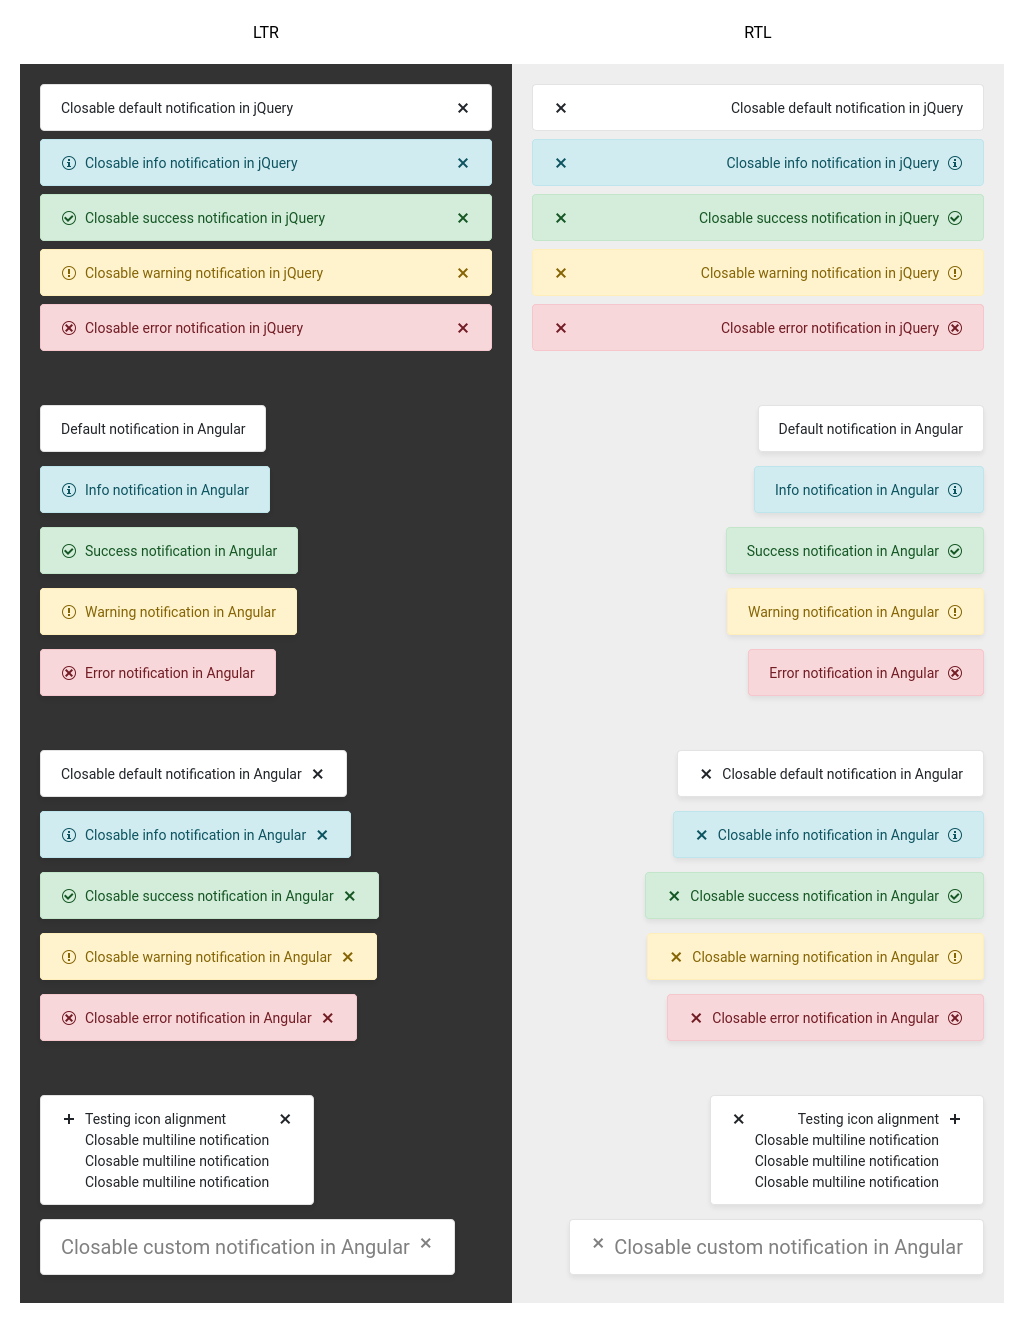 LTR
Closable default notification in jQuery
Closable info notification in jQuery
Closable success notification in jQuery
Closable warning notification in jQuery
Closable error notification in jQuery
Default notification in Angular
Info notification in Angular
Success notification in Angular
Warning notification in Angular
Error notification in Angular
Closable default notification in Angular
Closable info notification in Angular
Closable success notification in Angular
Closable warning notification in Angular
Closable error notification in Angular
Testing icon alignment
Closable multiline notification
Closable multiline notification
Closable multiline notification
Closable custom notification in Angular
RTL
Closable default notification in jQuery
Closable info notification in jQuery
Closable success notification in jQuery
Closable warning notification in jQuery
Closable error notification in jQuery
Default notification in Angular
Info notification in Angular
Success notification in Angular
Warning notification in Angular
Error notification in Angular
Closable default notification in Angular
Closable info notification in Angular
Closable success notification in Angular
Closable warning notification in Angular
Closable error notification in Angular
Testing icon alignment
Closable multiline notification
Closable multiline notification
Closable multiline notification
Closable custom notification in Angular